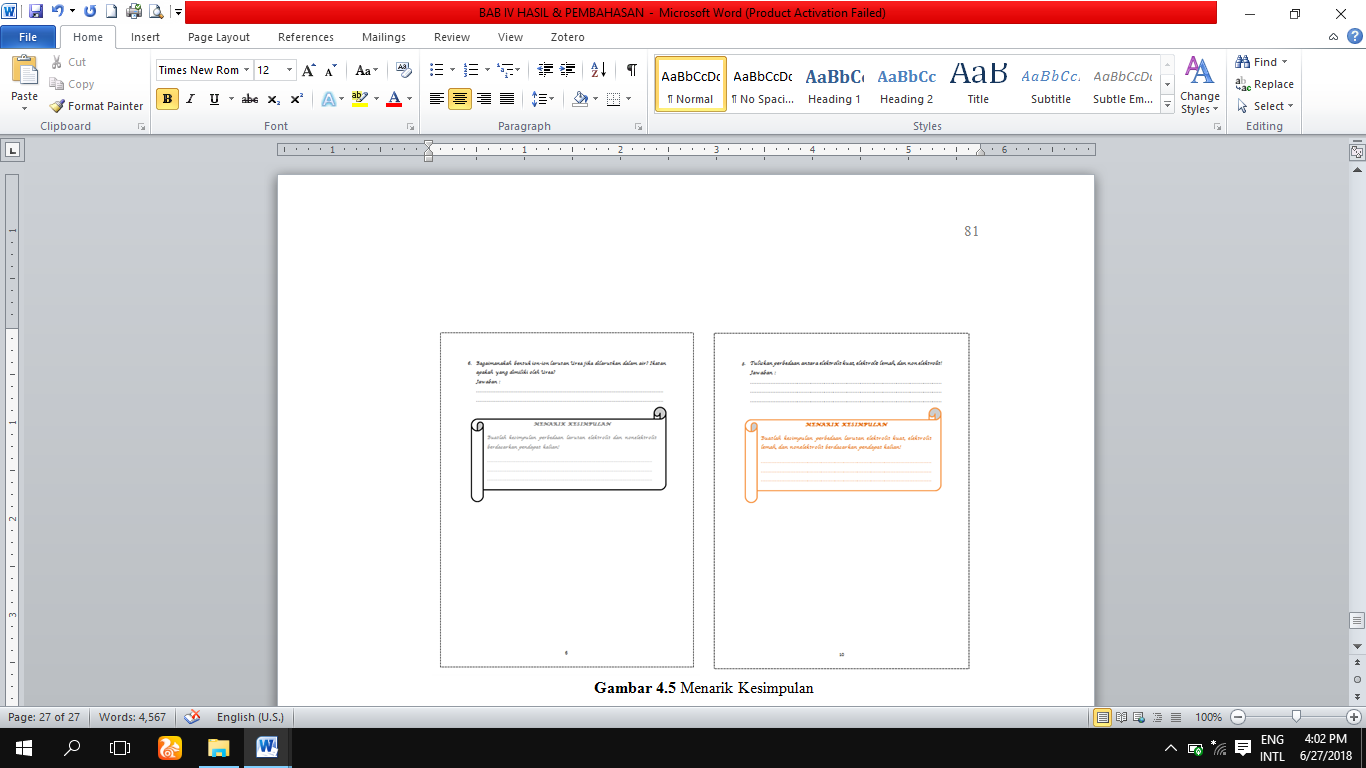 BAB IV HASIL & PEMBAHASAN - Microsoft Word (Product Activation Failed)
File Home Insert Page Layout References Mailings Review View Zotero
Paste
Cut
Copy
Format Painter
Clipboard
Times New Rom 12
Font
Paragraph
AaBbCcDc AaBbCcDc AaBbCc AaBbCc AaB AaBbCc. AaBbCcDc
¶ Normal ¶ No Spaci... Heading 1 Heading 2 Title Subtitle Subtle Em...
Change Styles
Styles
Find
Replace
Select
Editing
81
Bagaimanakah bentuk ion-ion larutan Urea jika dilarutkan dalam air? Ikatan
apakah yang dimiliki oleh Urea?
Jawaban :
MENARIK KESIMPULAN
Buatlah kesimpulan perbedaan larutan elektrolit dan nonelektrolit
berdasarkan pendapat kalian!
Tuliskan perbedaan antara elektrolit kuat, elektrolit lemah, dan non elektrolit!
Jawaban :
MENARIK KESIMPULAN
Buatlah kesimpulan perbedaan larutan elektrolit kuat, elektrolit
lemah, dan nonelektrolit berdasarkan pendapat kalian!
Gambar 4.5 Menarik Kesimpulan
Page: 27 of 27 Words: 4,567 English (U.S.) 100%
ENG 4:02 PM
INTL 6/27/2018